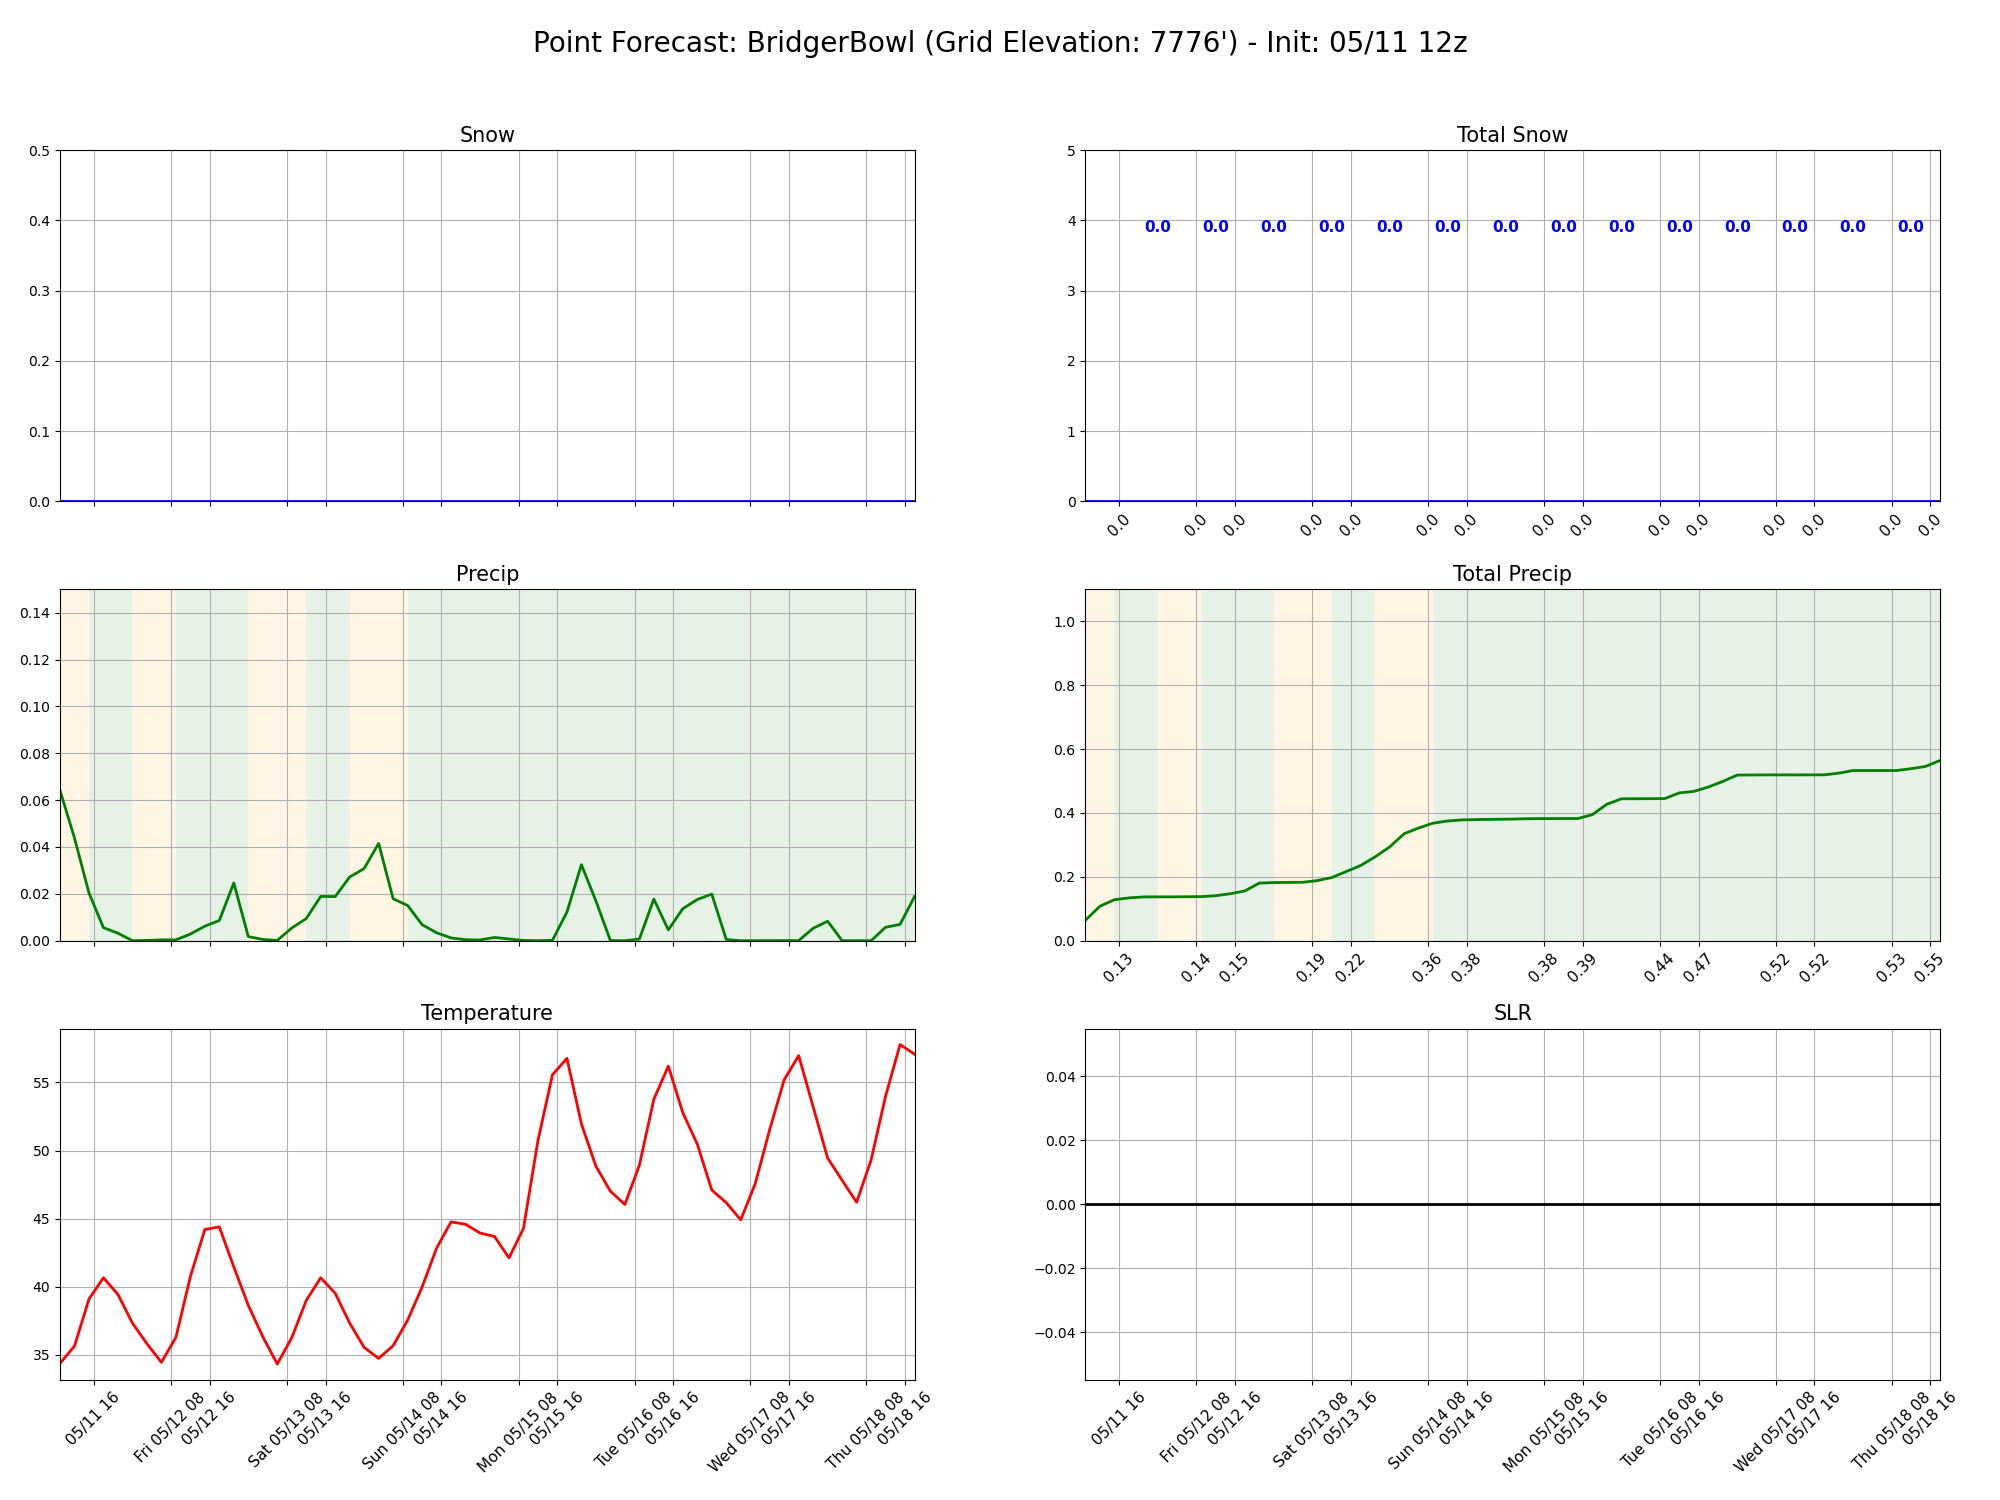 Point Forecast: BridgerBowl (Grid Elevation: 7776') - Init: 05/11 12z
Snow
0.5
0.4
0.3
0.2
0.1
0.0
Total Snow
5
4
3
2
1
0
0.0 0.0 0.0 0.0 0.0 0.0 0.0 0.0 0.0 0.0 0.0 0.0 0.0 0.0
0.0 0.0 0.0 0.0 0.0 0.0 0.0 0.0 0.0 0.0 0.0 0.0 0.0 0.0 0.0
Precip
0.14
0.12
0.10
0.08
0.06
0.04
0.02
0.00
Total Precip
1.0
0.8
0.6
0.4
0.2
0.0
0.13 0.14 0.15 0.19 0.22 0.36 0.38 0.38 0.39 0.44 0.47 0.52 0.52 0.53 0.55
Temperature
55
50
45
40
35
05/11 16
Fri 05/12 08
05/12 16
Sat 05/13 08
05/13 16
Sun 05/14 08
05/14 16
Mon 05/15 08
05/15 16
Tue 05/16 08
05/16 16
Wed 05/17 08
05/17 16
Thu 05/18 08
05/18 16
SLR
0.04
0.02
0.00
−0.02
−0.04
05/11 16
Fri 05/12 08
05/12 16
Sat 05/13 08
05/13 16
Sun 05/14 08
05/14 16
Mon 05/15 08
05/15 16
Tue 05/16 08
05/16 16
Wed 05/17 08
05/17 16
Thu 05/18 08
05/18 16